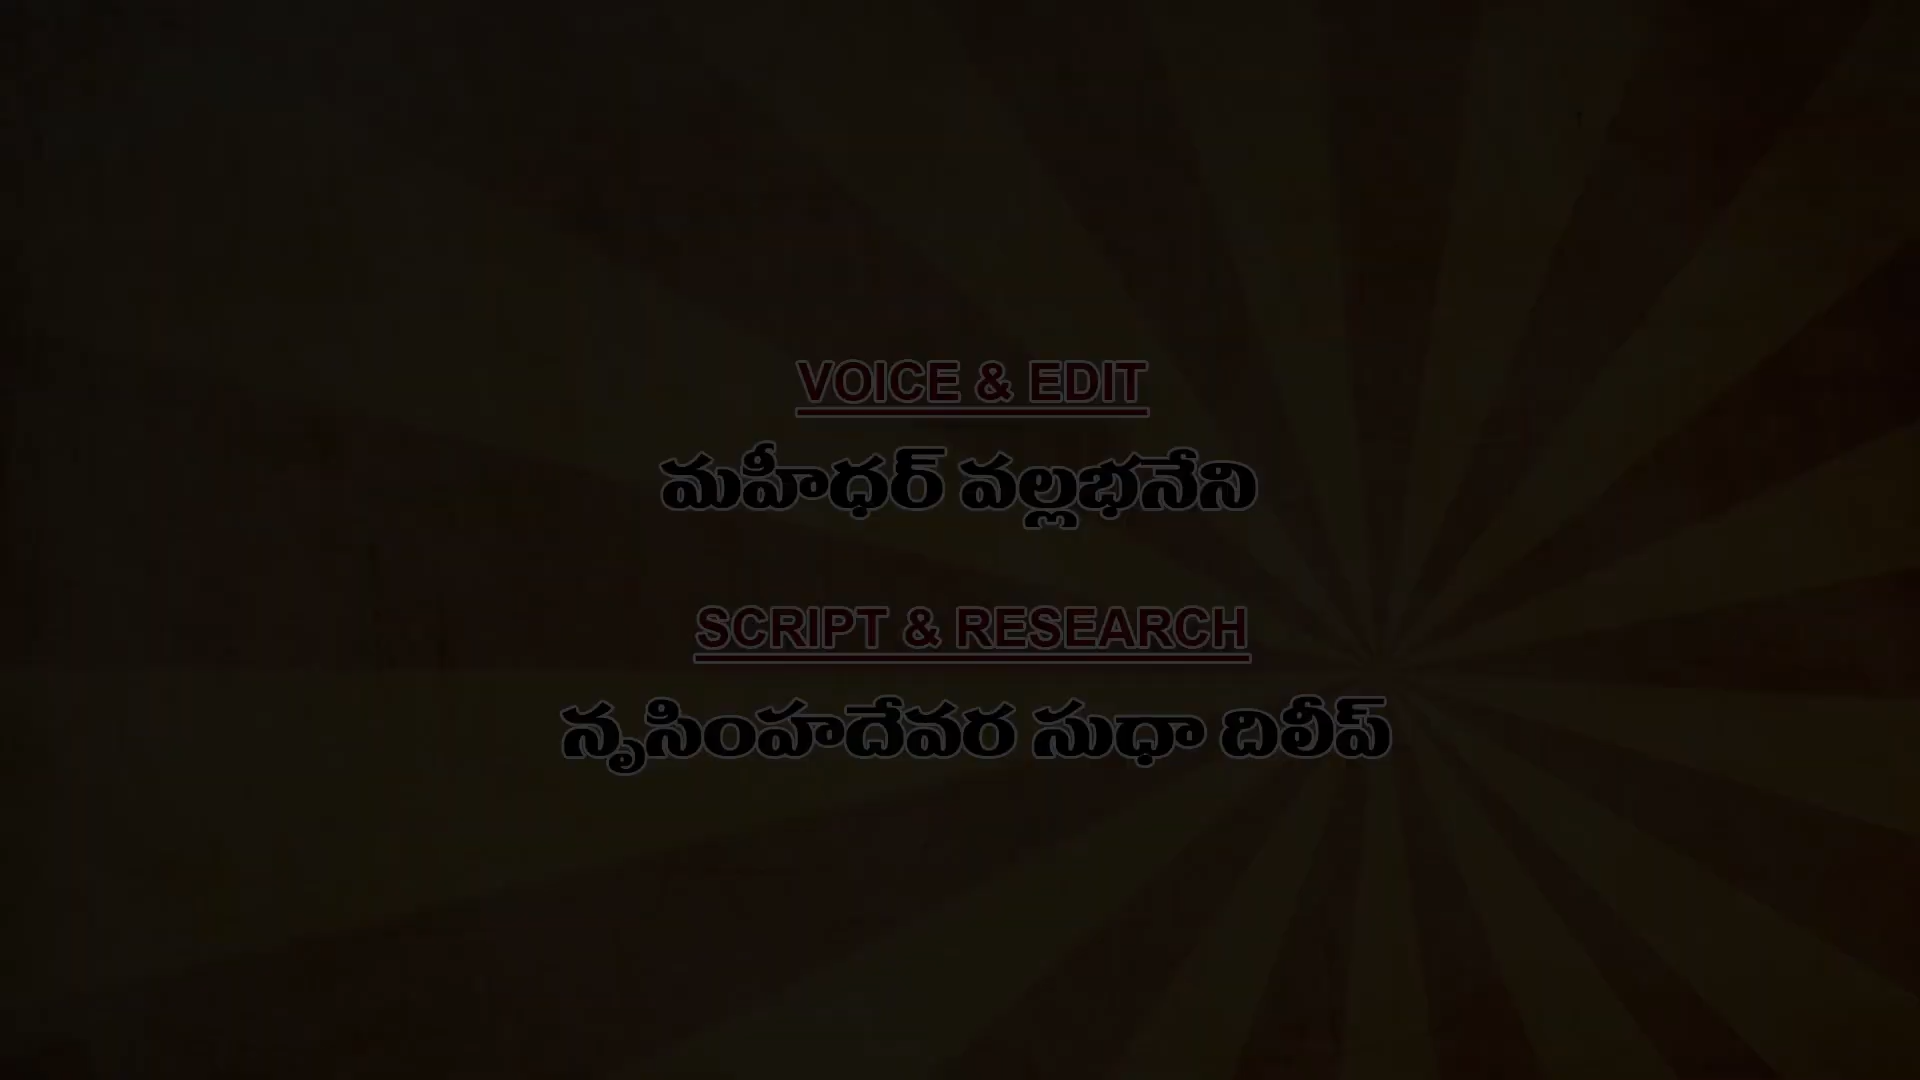 VOICE & EDIT
మహీధర్ వల్లభనేని
SCRIPT & RESEARCH
నృసింహదేవర సుధా దిలీప్